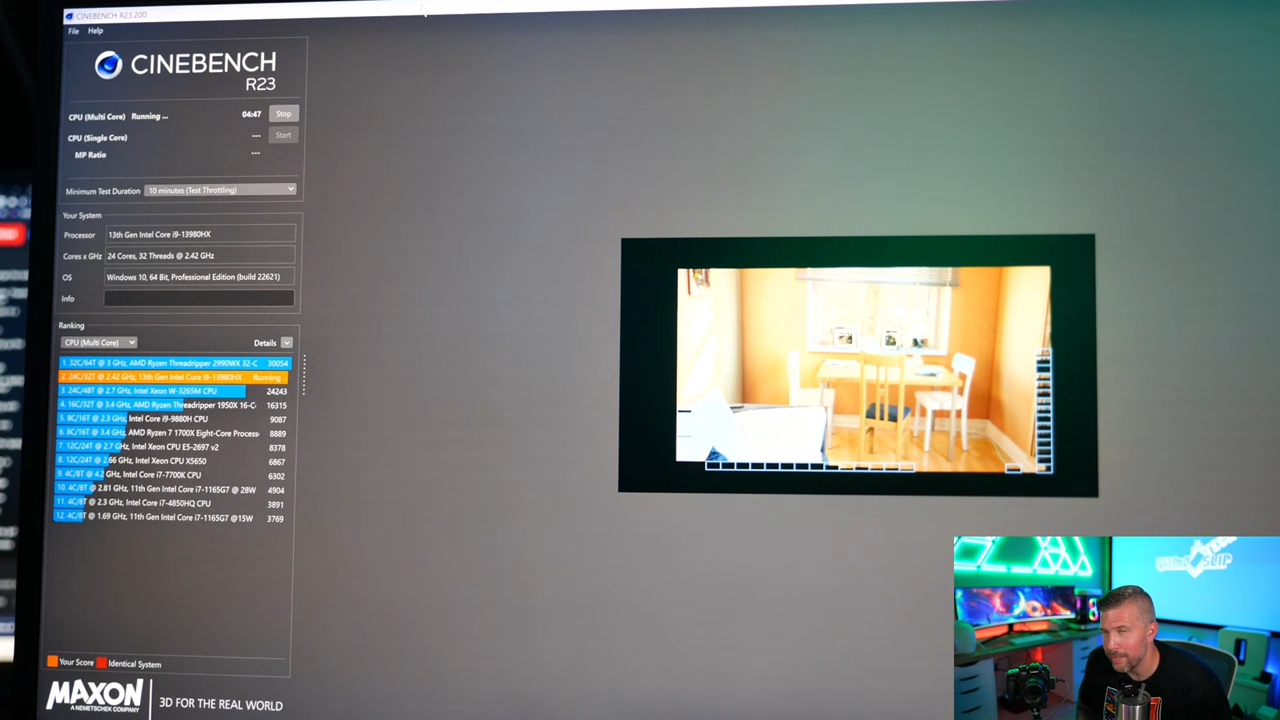 CINEBENCH R23.200
File Help
CINEBENCH
R23
CPU (Multi Core) Running ... 04:47 Stop
CPU (Single Core) --- Start
MP Ratio ---
Minimum Test Duration 10 minutes (Test Throttling)
Your System
Processor 13th Gen Intel Core i9-13980HX
Cores x GHz 24 Cores, 32 Threads @ 2.42 GHz
OS Windows 10, 64 Bit, Professional Edition (build 22621)
Info
Ranking
CPU (Multi Core) Details
1. 32C/64T @ 3 GHz, AMD Ryzen Threadripper 2990WX 32-C 30054
2. 24C/32T @ 2.42 GHz, 13th Gen Intel Core i9-13980HX Running
3. 24C/48T @ 2.7 GHz, Intel Xeon W-3265M CPU 24243
4. 16C/32T @ 3.4 GHz, AMD Ryzen Threadripper 1950X 16-C 16315
5. 8C/16T @ 2.3 GHz, Intel Core i9-9880H CPU 9087
6. 8C/16T @ 3.4 GHz, AMD Ryzen 7 1700X Eight-Core Process 8889
7. 12C/24T @ 2.7 GHz, Intel Xeon CPU E5-2697 v2 8378
8. 12C/24T @ 2.66 GHz, Intel Xeon CPU X5650 6867
9. 4C/8T @ 4.2 GHz, Intel Core i7-7700K CPU 6302
10. 4C/8T @ 2.81 GHz, 11th Gen Intel Core i7-1165G7 @ 28W 4904
11. 4C/8T @ 2.3 GHz, Intel Core i7-4850HQ CPU 3891
12. 4C/8T @ 1.69 GHz, 11th Gen Intel Core i7-1165G7 @15W 3769
Your Score Identical System
MAXON
A NEMETSCHEK COMPANY
3D FOR THE REAL WORLD